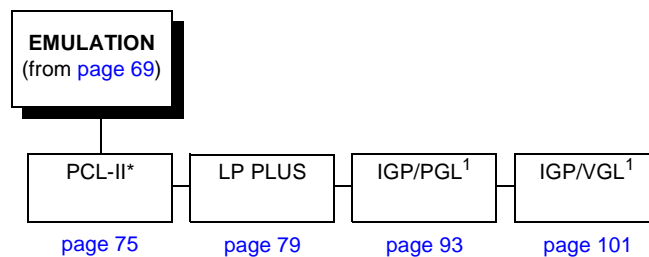 EMULATION
(from page 69)
PCL-II*
LP PLUS
IGP/PGL¹
IGP/VGL¹
page 75
page 79
page 93
page 101